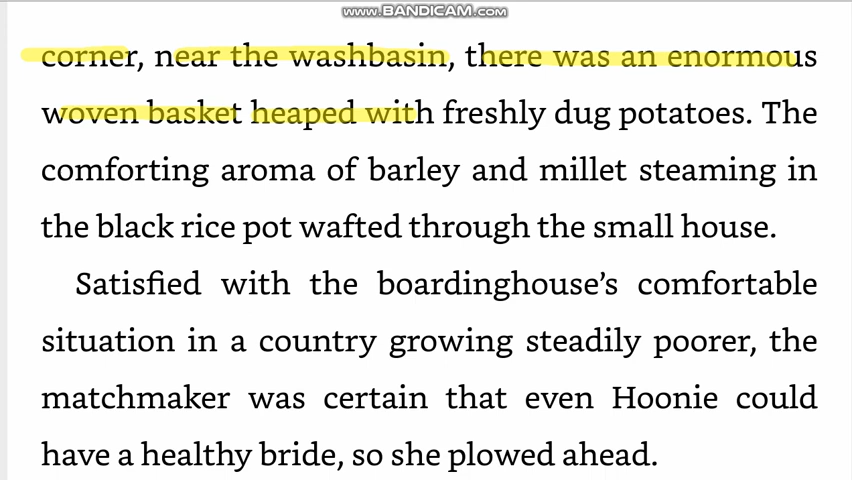 www.BANDICAM.com
corner, near the washbasin, there was an enormous
woven basket heaped with freshly dug potatoes. The
comforting aroma of barley and millet steaming in
the black rice pot wafted through the small house.
Satisfied with the boardinghouse’s comfortable
situation in a country growing steadily poorer, the
matchmaker was certain that even Hoonie could
have a healthy bride, so she plowed ahead.